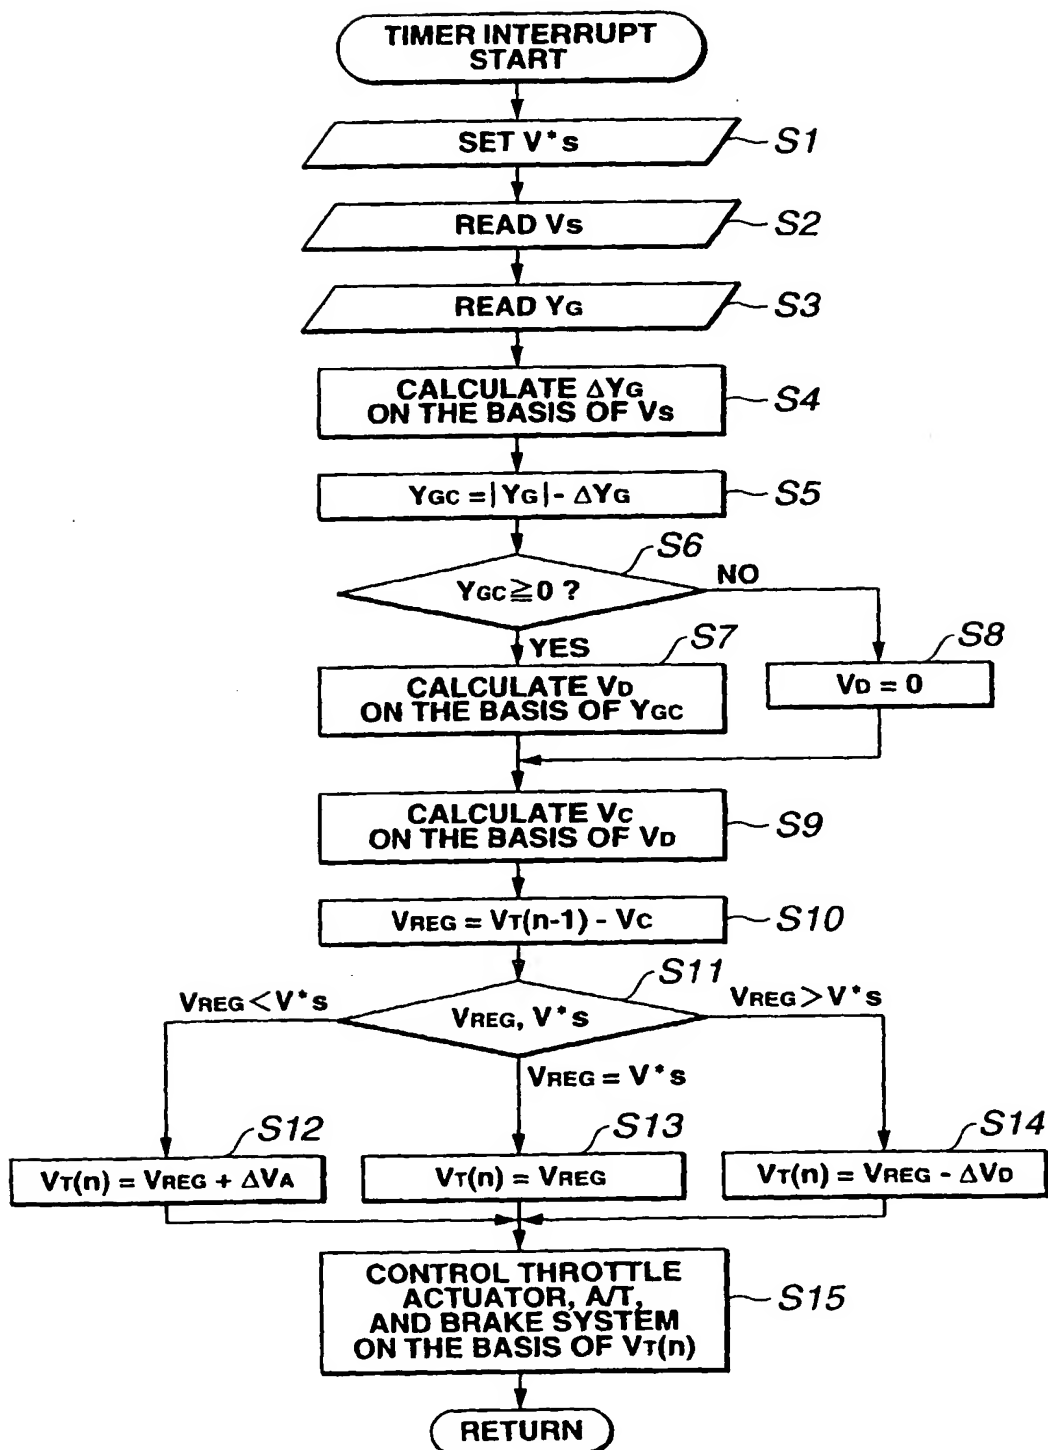 TIMER INTERRUPT
START
SET V*s
S1
READ Vs
S2
READ YG
S3
CALCULATE ΔYG
ON THE BASIS OF Vs
S4
YGC = |YG| - ΔYG
S5
S6
YGC ≧ 0 ?
NO
YES
S7
CALCULATE VD
ON THE BASIS OF YGC
S8
VD = 0
CALCULATE VC
ON THE BASIS OF VD
S9
VREG = VT(n-1) - VC
S10
S11
VREG, V*s
VREG < V*s
VREG > V*s
VREG = V*s
S12
VT(n) = VREG + ΔVA
S13
VT(n) = VREG
S14
VT(n) = VREG - ΔVD
CONTROL THROTTLE
ACTUATOR, A/T,
AND BRAKE SYSTEM
ON THE BASIS OF VT(n)
S15
RETURN